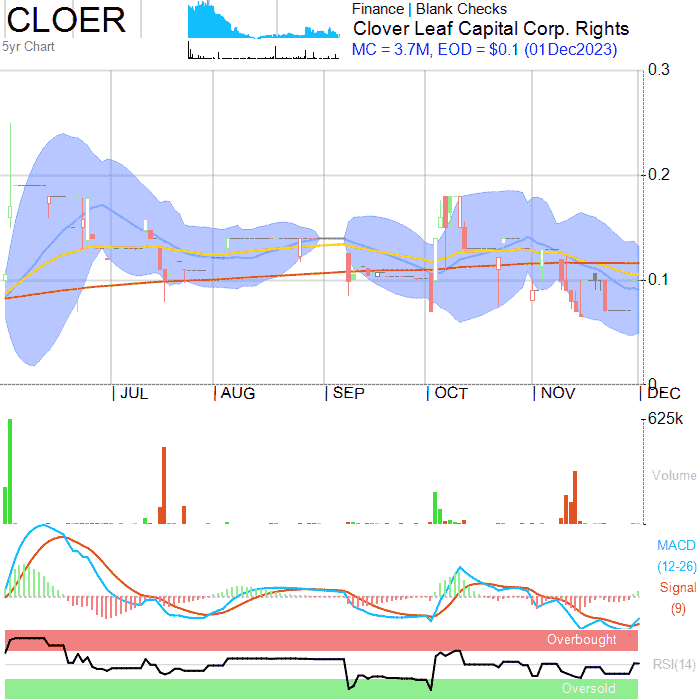 CLOER
5yr Chart
Finance | Blank Checks
Clover Leaf Capital Corp. Rights
MC = 3.7M, EOD = $0.1 (01Dec2023)
0.3
0.2
0.1
0
JUL AUG SEP OCT NOV DEC
625k
Volume
MACD
(12-26)
Signal
(9)
Overbought
RSI(14)
Oversold